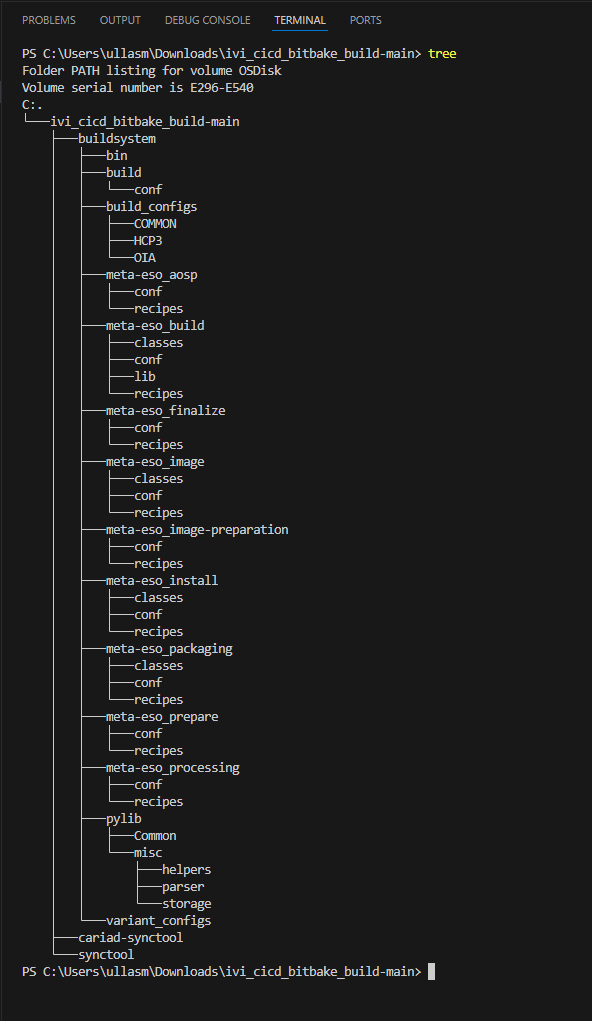 PROBLEMS OUTPUT DEBUG CONSOLE TERMINAL PORTS
PS C:\Users\ullasm\Downloads\ivi_cicd_bitbake_build-main> tree
Folder PATH listing for volume OSDisk
Volume serial number is E296-E540
C:.
└───ivi_cicd_bitbake_build-main
    ├───buildsystem
    │   ├───bin
    │   ├───build
    │   │   └───conf
    │   ├───build_configs
    │   │   ├───COMMON
    │   │   ├───HCP3
    │   │   └───OIA
    │   ├───meta-eso_aosp
    │   │   ├───conf
    │   │   └───recipes
    │   ├───meta-eso_build
    │   │   ├───classes
    │   │   ├───conf
    │   │   ├───lib
    │   │   └───recipes
    │   ├───meta-eso_finalize
    │   │   ├───conf
    │   │   └───recipes
    │   ├───meta-eso_image
    │   │   ├───classes
    │   │   ├───conf
    │   │   └───recipes
    │   ├───meta-eso_image-preparation
    │   │   ├───conf
    │   │   └───recipes
    │   ├───meta-eso_install
    │   │   ├───classes
    │   │   ├───conf
    │   │   └───recipes
    │   ├───meta-eso_packaging
    │   │   ├───classes
    │   │   ├───conf
    │   │   └───recipes
    │   ├───meta-eso_prepare
    │   │   ├───conf
    │   │   └───recipes
    │   ├───meta-eso_processing
    │   │   ├───conf
    │   │   └───recipes
    │   ├───pylib
    │   │   ├───Common
    │   │   └───misc
    │   │       ├───helpers
    │   │       ├───parser
    │   │       └───storage
    │   └───variant_configs
    ├───cariad-synctool
    └───synctool
PS C:\Users\ullasm\Downloads\ivi_cicd_bitbake_build-main>